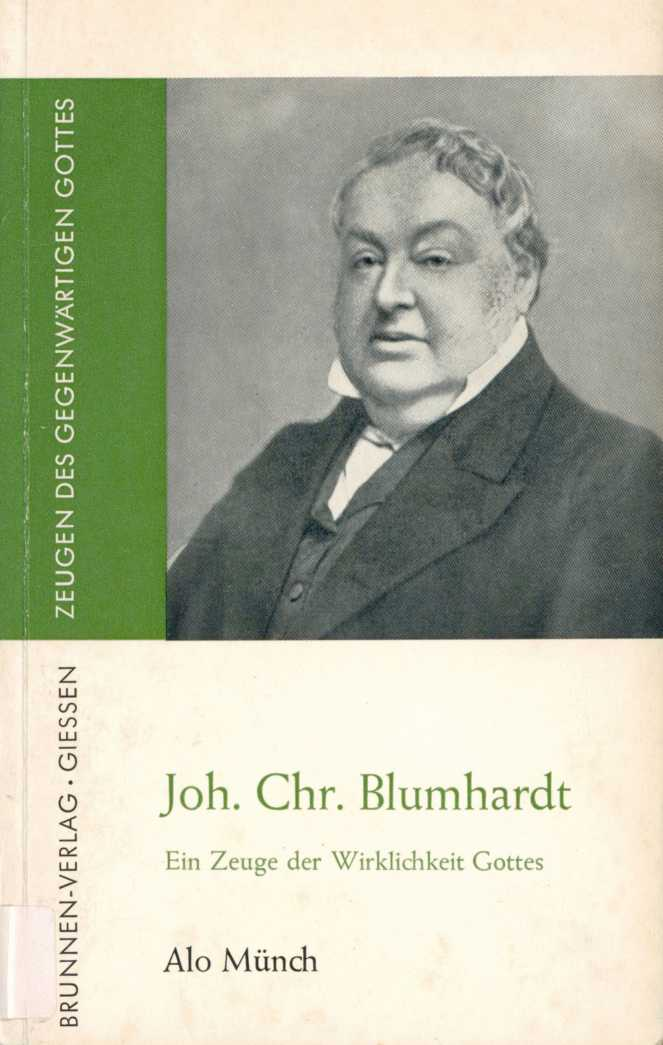 ZEUGEN DES GEGENWÄRTIGEN GOTTES
BRUNNEN-VERLAG · GIESSEN
Joh. Chr. Blumhardt
Ein Zeuge der Wirklichkeit Gottes
Alo Münch